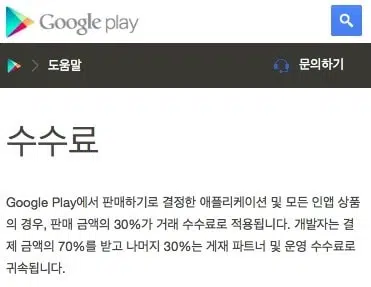 Google play
도움말 문의하기
수수료
Google Play에서 판매하기로 결정한 애플리케이션 및 모든 인앱 상품
의 경우, 판매 금액의 30%가 거래 수수료로 적용됩니다. 개발자는 결
제 금액의 70%를 받고 나머지 30%는 게재 파트너 및 운영 수수료로
귀속됩니다.